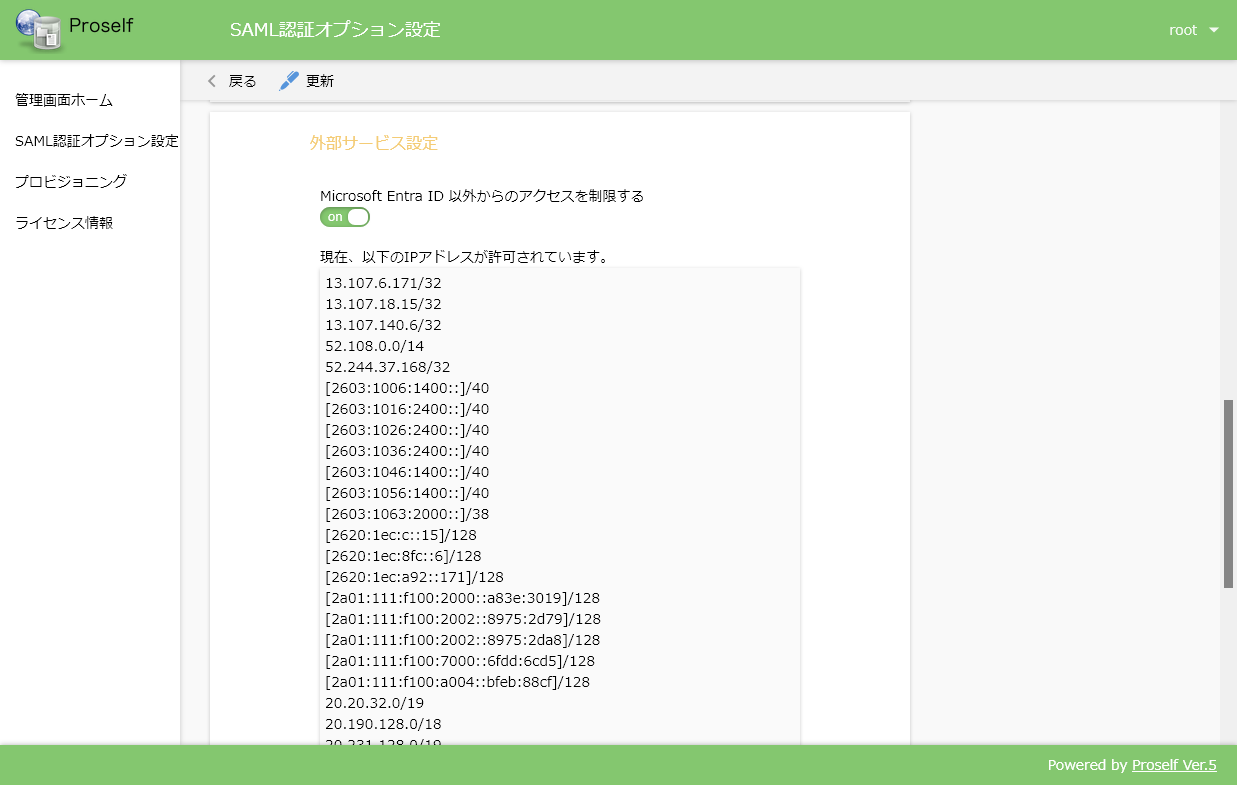 Proself
SAML認証オプション設定
root
戻る 更新
管理画面ホーム
SAML認証オプション設定
プロビジョニング
ライセンス情報
外部サービス設定
Microsoft Entra ID 以外からのアクセスを制限する
on
現在、以下のIPアドレスが許可されています。
13.107.6.171/32
13.107.18.15/32
13.107.140.6/32
52.108.0.0/14
52.244.37.168/32
[2603:1006:1400::]/40
[2603:1016:2400::]/40
[2603:1026:2400::]/40
[2603:1036:2400::]/40
[2603:1046:1400::]/40
[2603:1056:1400::]/40
[2603:1063:2000::]/38
[2620:1ec:c::15]/128
[2620:1ec:8fc::6]/128
[2620:1ec:a92::171]/128
[2a01:111:f100:2000::a83e:3019]/128
[2a01:111:f100:2002::8975:2d79]/128
[2a01:111:f100:2002::8975:2da8]/128
[2a01:111:f100:7000::6fdd:6cd5]/128
[2a01:111:f100:a004::bfeb:88cf]/128
20.20.32.0/19
20.190.128.0/18
20.231.128.0/19
Powered by Proself Ver.5